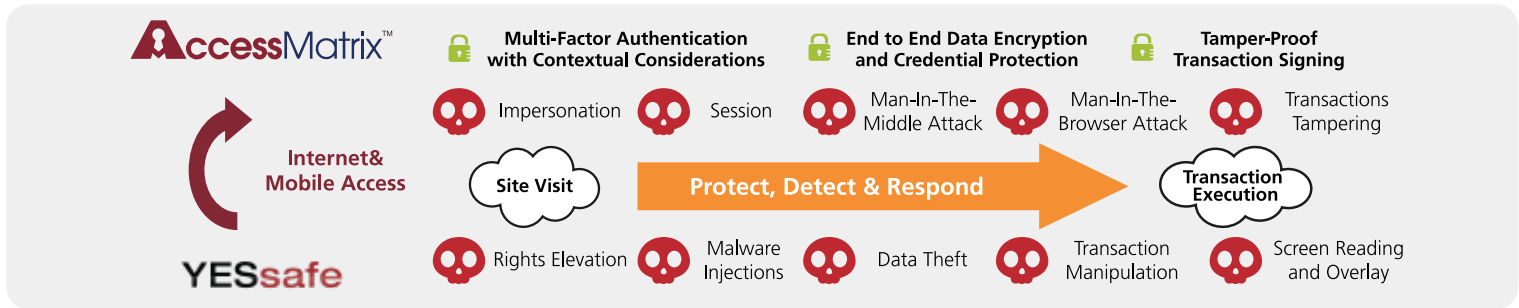 AccessMatrix™
Multi-Factor Authentication
with Contextual Considerations
End to End Data Encryption
and Credential Protection
Tamper-Proof
Transaction Signing
Impersonation
Session
Man-In-The-
Middle Attack
Man-In-The-
Browser Attack
Transactions
Tampering
Internet&
Mobile Access
Site Visit
Protect, Detect & Respond
Transaction
Execution
YESsafe
Rights Elevation
Malware
Injections
Data Theft
Transaction
Manipulation
Screen Reading
and Overlay